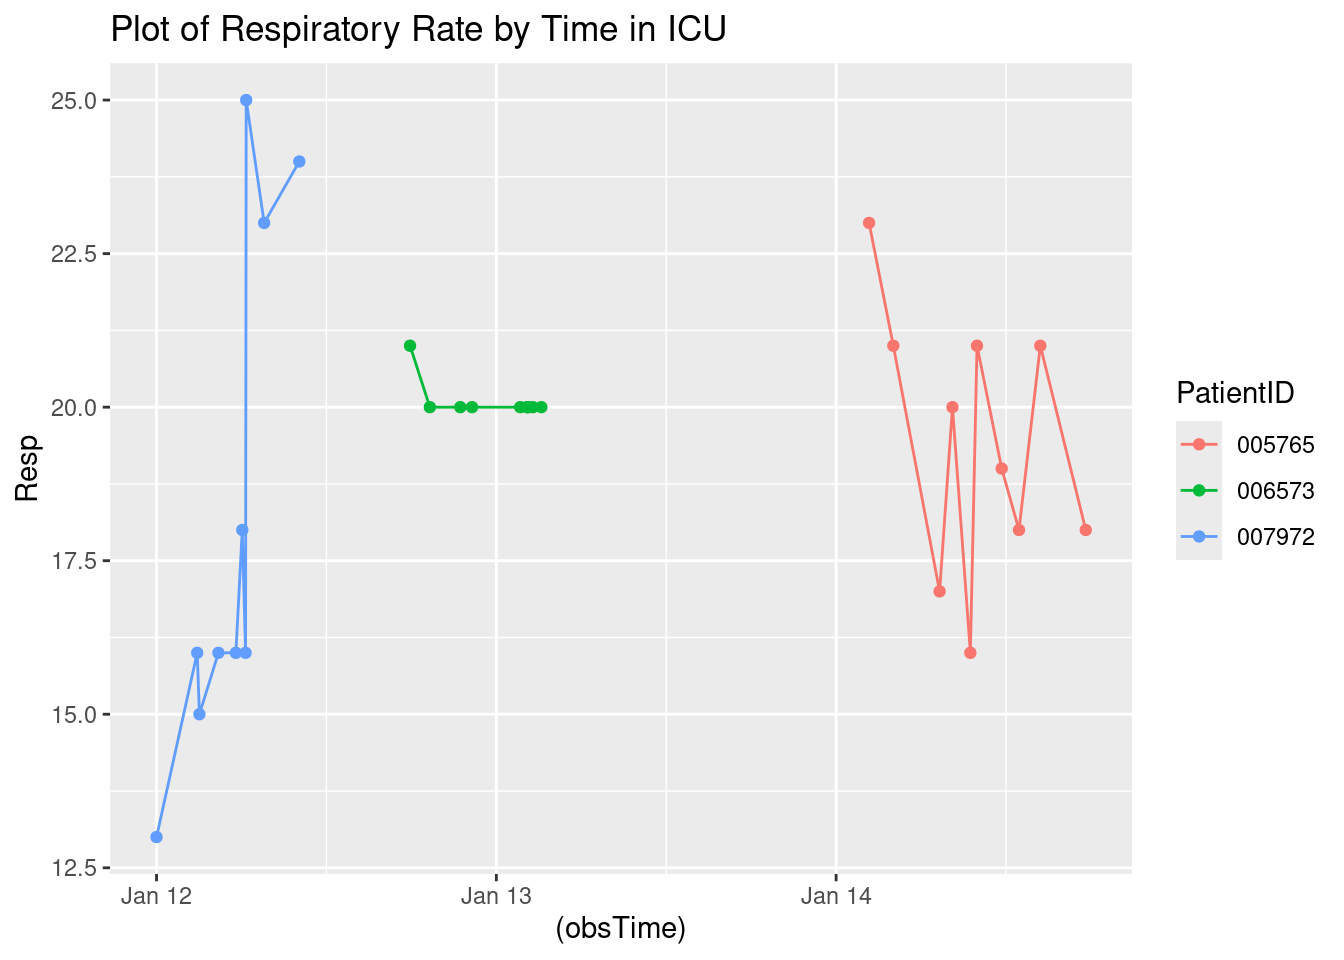 Plot of Respiratory Rate by Time in ICU
25.0
22.5
20.0
17.5
15.0
12.5
Resp
Jan 12 Jan 13 Jan 14
(obsTime)
PatientID
005765
006573
007972